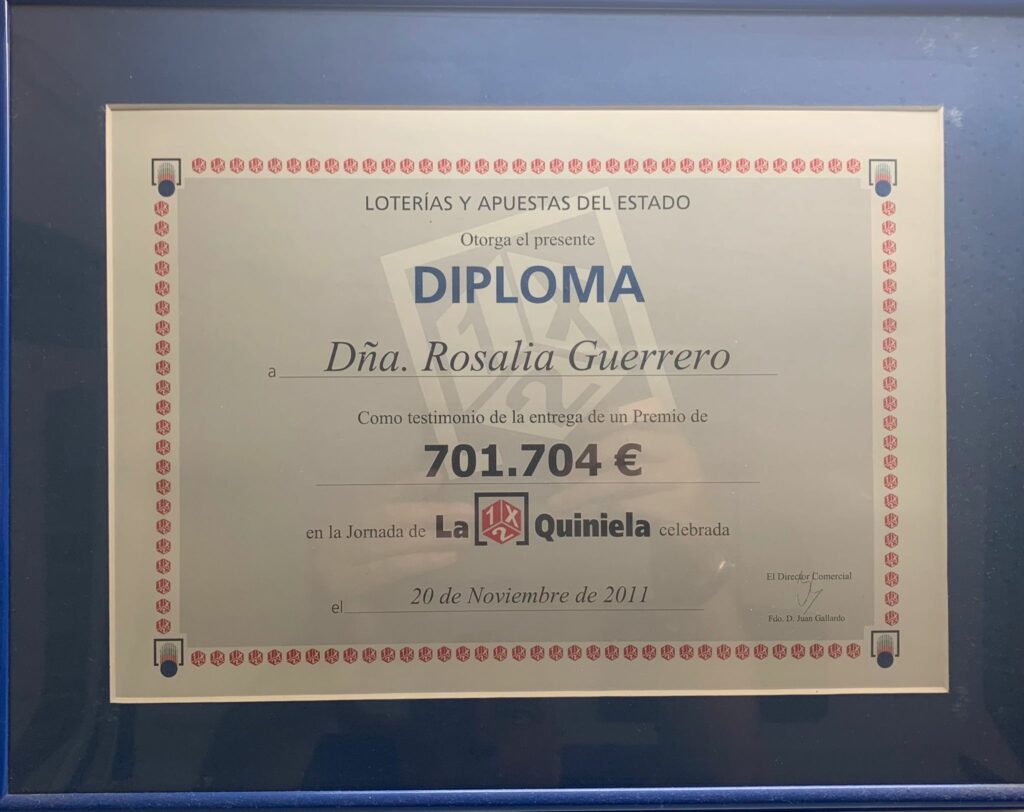 LOTERÍAS Y APUESTAS DEL ESTADO
Otorga el presente
DIPLOMA
a Dña. Rosalia Guerrero
Como testimonio de la entrega de un Premio de
701.704 €
en la Jornada de La 1X2 Quiniela celebrada
el 20 de Noviembre de 2011
El Director Comercial
Fdo. D. Juan Gallardo